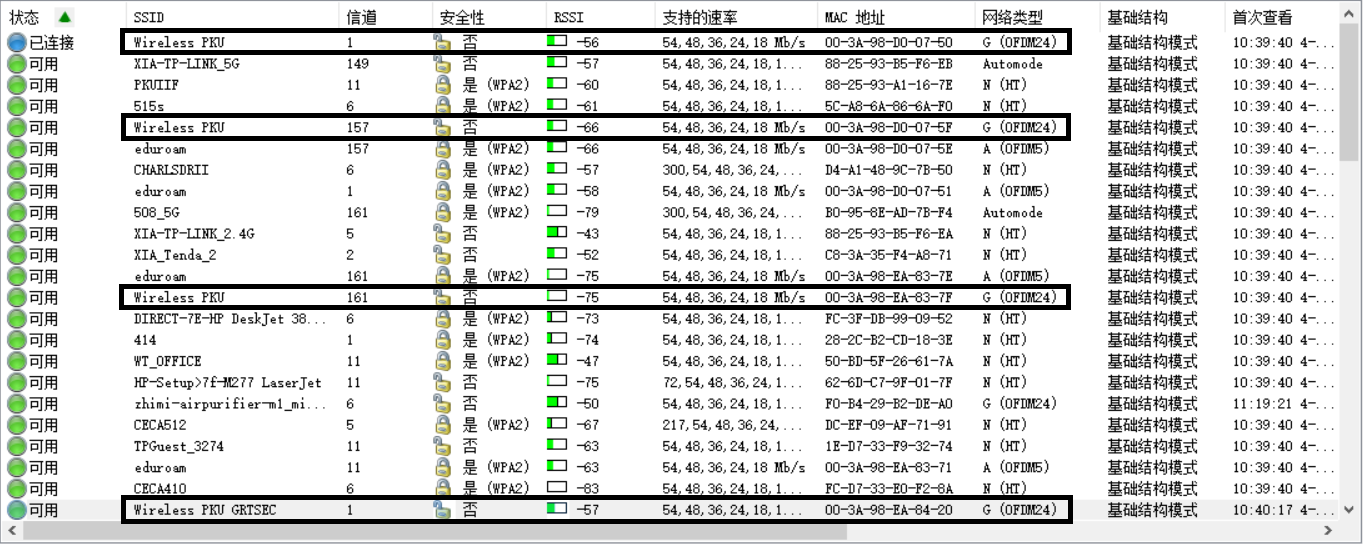 状态 SSID 信道 安全性 RSSI 支持的速率 MAC 地址 网络类型 基础结构 首次查看
已连接 Wireless PKU 1 否 -56 54,48,36,24,18 Mb/s 00-3A-98-D0-07-50 G (OFDM24) 基础结构模式 10:39:40 4-...
可用 XIA-TP-LINK_5G 149 否 -57 54,48,36,24,18,1... 88-25-93-B5-F6-EB Automode 基础结构模式 10:39:40 4-...
可用 PKUIIF 11 是 (WPA2) -60 54,48,36,24,18,1... 88-25-93-A1-16-7E N (HT) 基础结构模式 10:39:40 4-...
可用 515s 6 是 (WPA2) -61 54,48,36,24,18,1... 5C-A8-6A-86-6A-F0 N (HT) 基础结构模式 10:39:40 4-...
可用 Wireless PKU 157 否 -66 54,48,36,24,18 Mb/s 00-3A-98-D0-07-5F G (OFDM24) 基础结构模式 10:39:40 4-...
可用 eduroam 157 是 (WPA2) -66 54,48,36,24,18 Mb/s 00-3A-98-D0-07-5E A (OFDM5) 基础结构模式 10:39:40 4-...
可用 CHARLSDRII 6 是 (WPA2) -57 300,54,48,36,24,... D4-A1-48-9C-7B-50 N (HT) 基础结构模式 10:39:40 4-...
可用 eduroam 1 是 (WPA2) -58 54,48,36,24,18 Mb/s 00-3A-98-D0-07-51 A (OFDM5) 基础结构模式 10:39:40 4-...
可用 508_5G 161 是 (WPA2) -79 300,54,48,36,24,... B0-95-8E-AD-7B-F4 Automode 基础结构模式 10:39:40 4-...
可用 XIA-TP-LINK_2.4G 5 否 -43 54,48,36,24,18,1... 88-25-93-B5-F6-EA N (HT) 基础结构模式 10:39:40 4-...
可用 XIA_Tenda_2 2 否 -52 54,48,36,24,18,1... C8-3A-35-F4-A8-71 N (HT) 基础结构模式 10:39:40 4-...
可用 eduroam 161 是 (WPA2) -75 54,48,36,24,18 Mb/s 00-3A-98-EA-83-7E A (OFDM5) 基础结构模式 10:39:40 4-...
可用 Wireless PKU 161 否 -75 54,48,36,24,18 Mb/s 00-3A-98-EA-83-7F G (OFDM24) 基础结构模式 10:39:40 4-...
可用 DIRECT-7E-HP DeskJet 38... 6 是 (WPA2) -73 54,48,36,24,18,1... FC-3F-DB-99-09-52 N (HT) 基础结构模式 10:39:40 4-...
可用 414 1 是 (WPA2) -74 54,48,36,24,18,1... 28-2C-B2-CD-18-3E N (HT) 基础结构模式 10:39:40 4-...
可用 WT_OFFICE 11 是 (WPA2) -47 54,48,36,24,18,1... 50-BD-5F-26-61-7A N (HT) 基础结构模式 10:39:40 4-...
可用 HP-Setup>7f-M277 LaserJet 11 否 -75 72,54,48,36,24,1... 62-6D-C7-9F-01-7F N (HT) 基础结构模式 10:39:40 4-...
可用 zhimi-airpurifier-m1_mi... 6 否 -50 54,48,36,24,18,1... F0-B4-29-B2-DE-A0 G (OFDM24) 基础结构模式 11:19:21 4-...
可用 CECA512 5 是 (WPA2) -67 217,54,48,36,24,... DC-EF-09-AF-71-91 N (HT) 基础结构模式 10:39:40 4-...
可用 TPGuest_3274 11 否 -63 54,48,36,24,18,1... 1E-D7-33-F9-32-74 N (HT) 基础结构模式 10:39:40 4-...
可用 eduroam 11 是 (WPA2) -63 54,48,36,24,18 Mb/s 00-3A-98-EA-83-71 A (OFDM5) 基础结构模式 10:39:40 4-...
可用 CECA410 6 是 (WPA2) -83 54,48,36,24,18,1... FC-D7-33-E0-F2-8A N (HT) 基础结构模式 10:39:40 4-...
可用 Wireless PKU GRTSEC 1 否 -57 54,48,36,24,18,1... 00-3A-98-EA-84-20 G (OFDM24) 基础结构模式 10:40:17 4-...